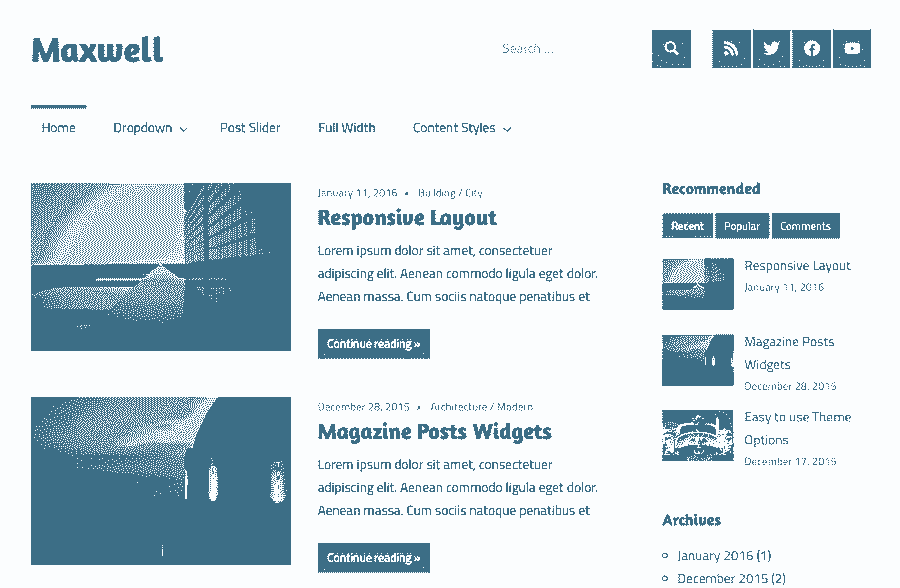 Maxwell
Search ...
Home Dropdown Post Slider Full Width Content Styles
January 11, 2016 • Building / City
Responsive Layout
Lorem ipsum dolor sit amet, consectetuer
adipiscing elit. Aenean commodo ligula eget dolor.
Aenean massa. Cum sociis natoque penatibus et
Continue reading »
December 28, 2015 • Architecture / Modern
Magazine Posts Widgets
Lorem ipsum dolor sit amet, consectetuer
adipiscing elit. Aenean commodo ligula eget dolor.
Aenean massa. Cum sociis natoque penatibus et
Continue reading »
Recommended
Recent Popular Comments
Responsive Layout
January 11, 2016
Magazine Posts
Widgets
December 28, 2015
Easy to use Theme
Options
December 17, 2015
Archives
January 2016 (1)
December 2015 (2)